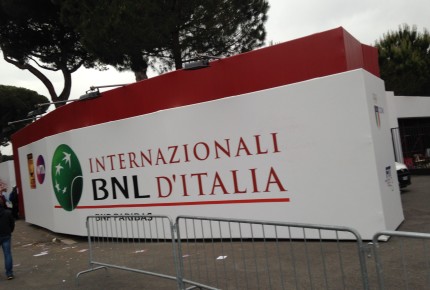 INTERNAZIONALI
BNL D'ITALIA
BNP PARIBAS